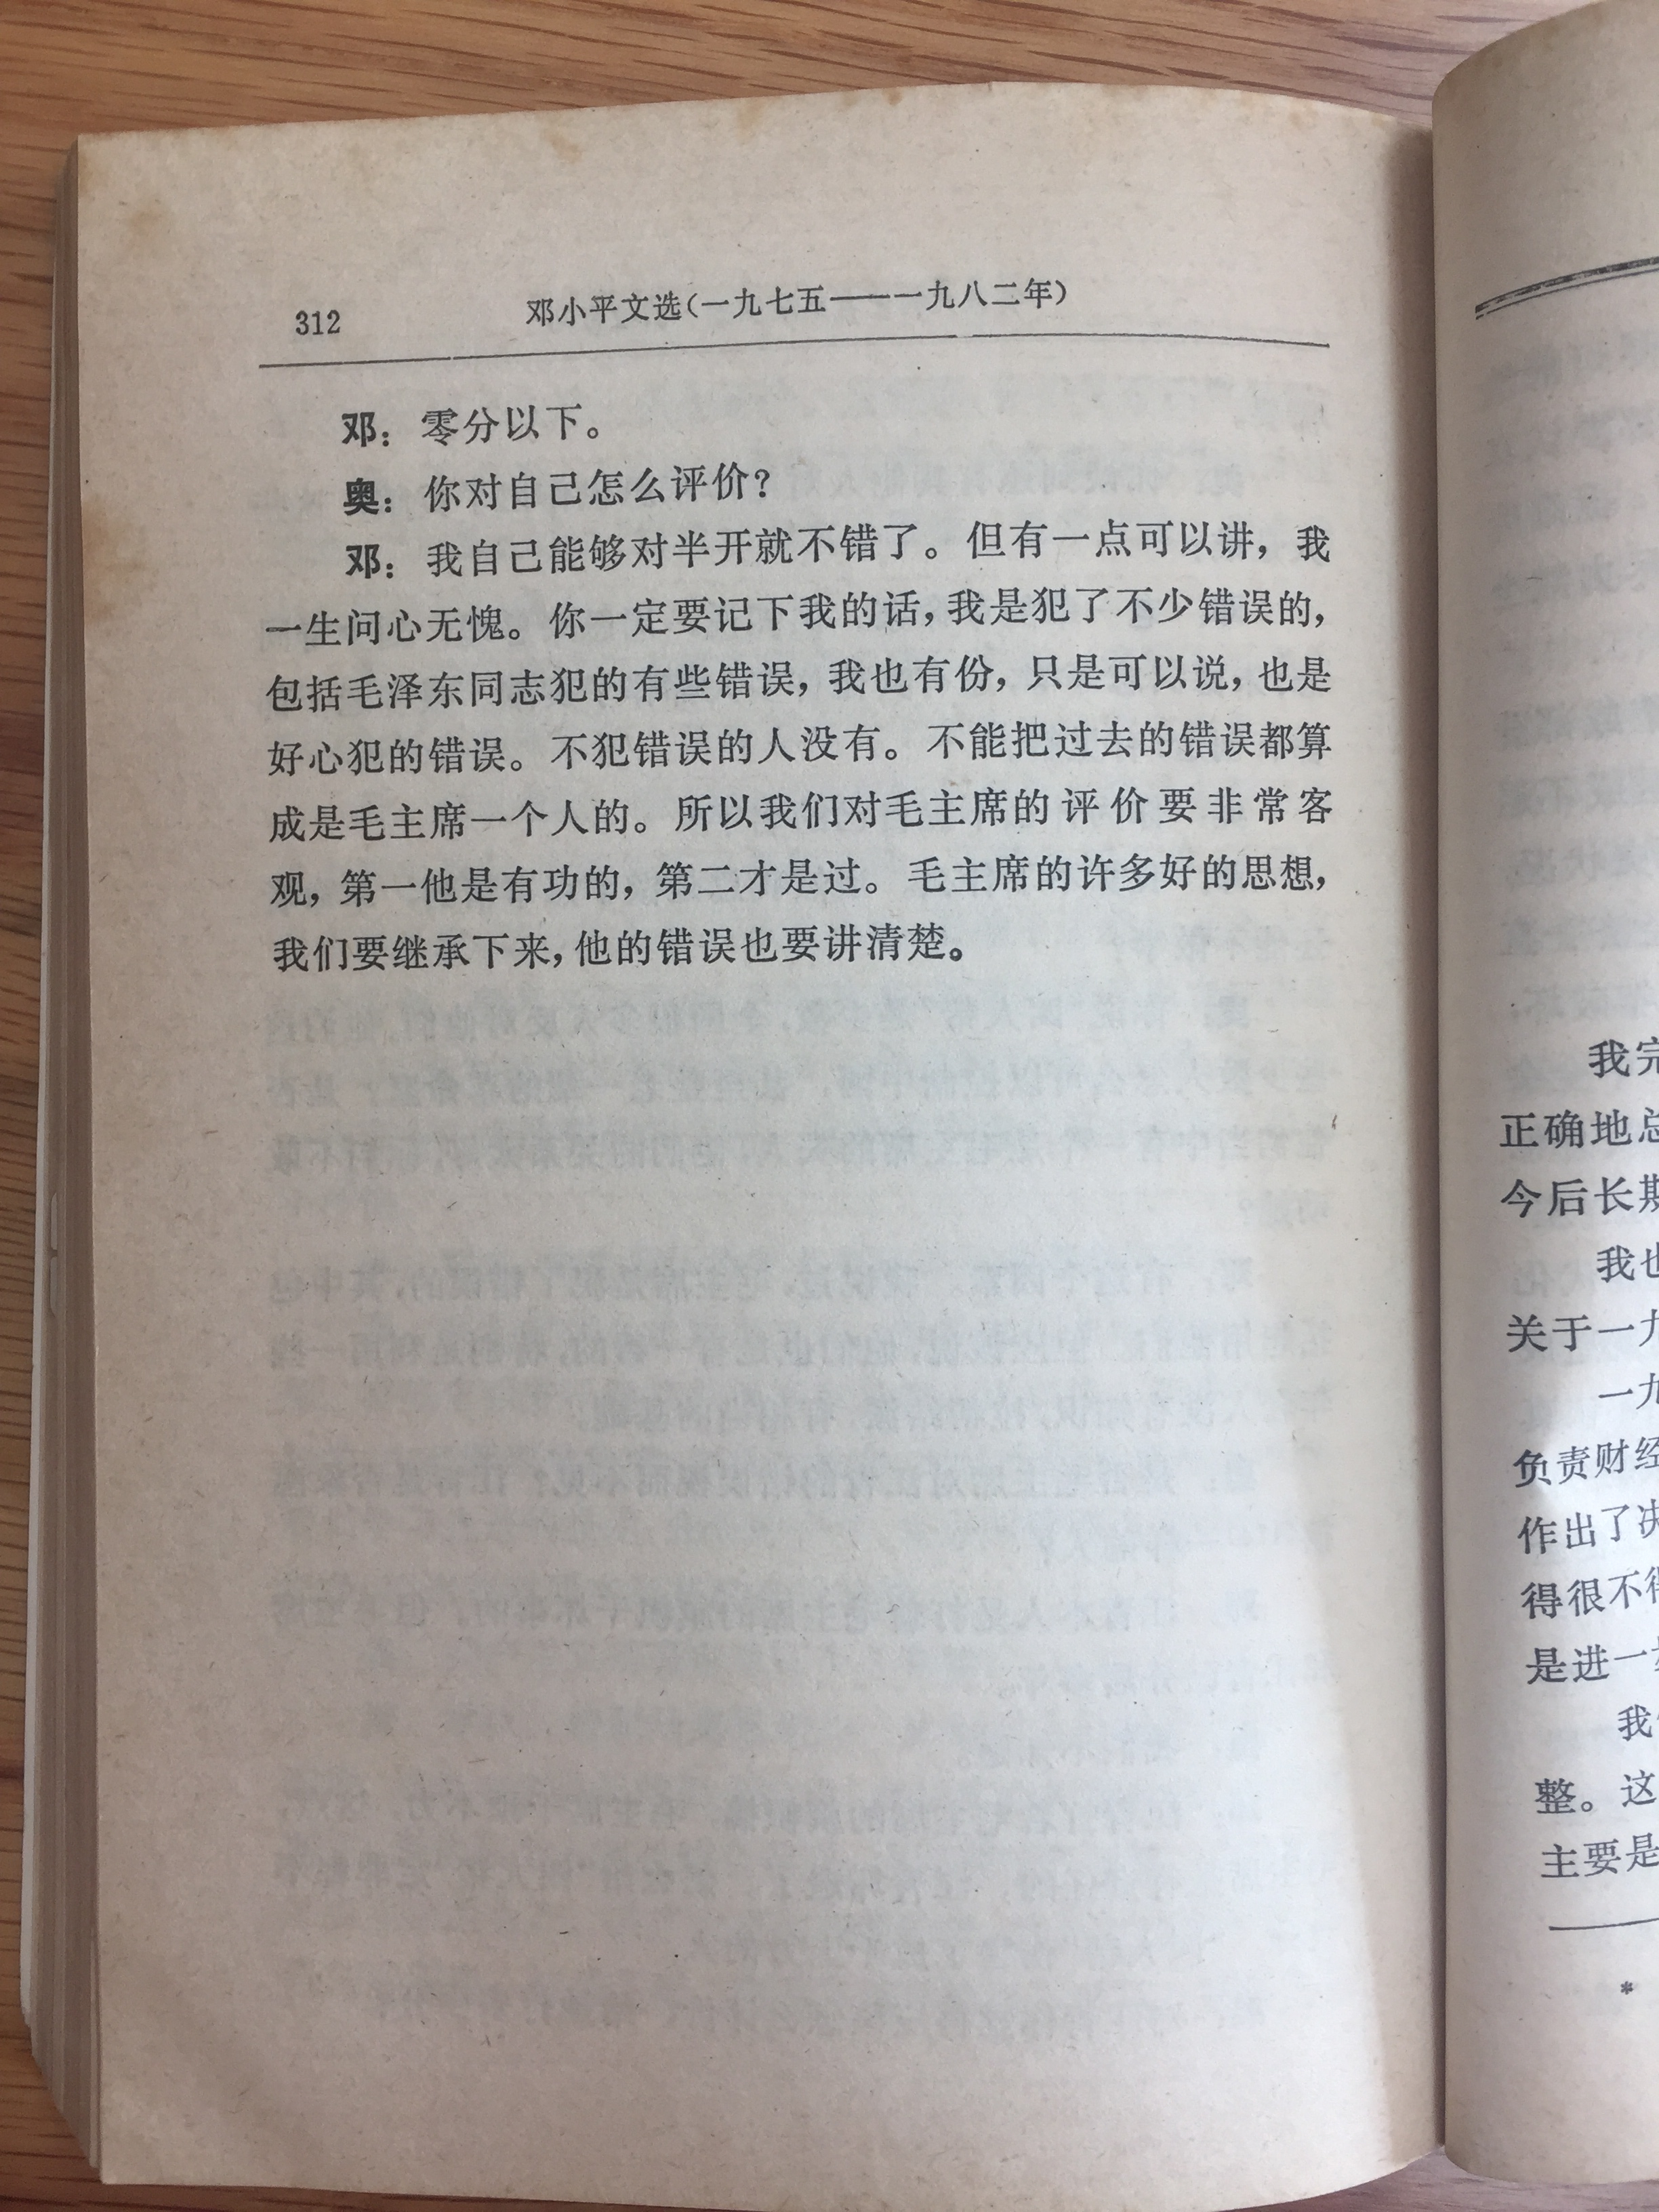 312
邓小平文选(一九七五——一九八二年)
邓：零分以下。
奥：你对自己怎么评价？
邓：我自己能够对半开就不错了。但有一点可以讲，我
一生问心无愧。你一定要记下我的话，我是犯了不少错误的，
包括毛泽东同志犯的有些错误，我也有份，只是可以说，也是
好心犯的错误。不犯错误的人没有。不能把过去的错误都算
成是毛主席一个人的。所以我们对毛主席的评价要非常客
观，第一他是有功的，第二才是过。毛主席的许多好的思想，
我们要继承下来，他的错误也要讲清楚。
我完
正确地总
今后长期
我也
关于一九
一九
负责财经
作出了决
得很不得
是进一
我
整。这
主要是
*